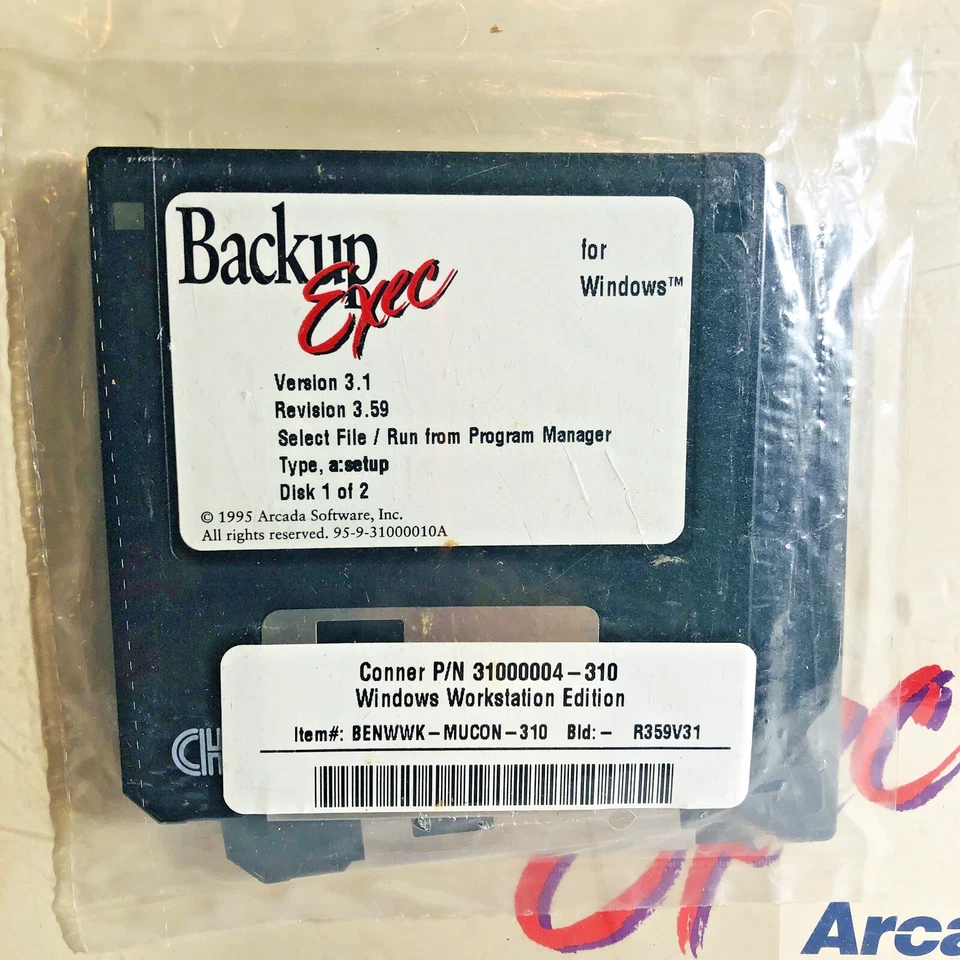 Backup
Exec
for
Windows™
Version 3.1
Revision 3.59
Select File / Run from Program Manager
Type, a:setup
Disk 1 of 2
© 1995 Arcada Software, Inc.
All rights reserved. 95-9-31000010A
Conner P/N 31000004-310
Windows Workstation Edition
Item#: BENWWK-MUCON-310 Bld:- R359V31